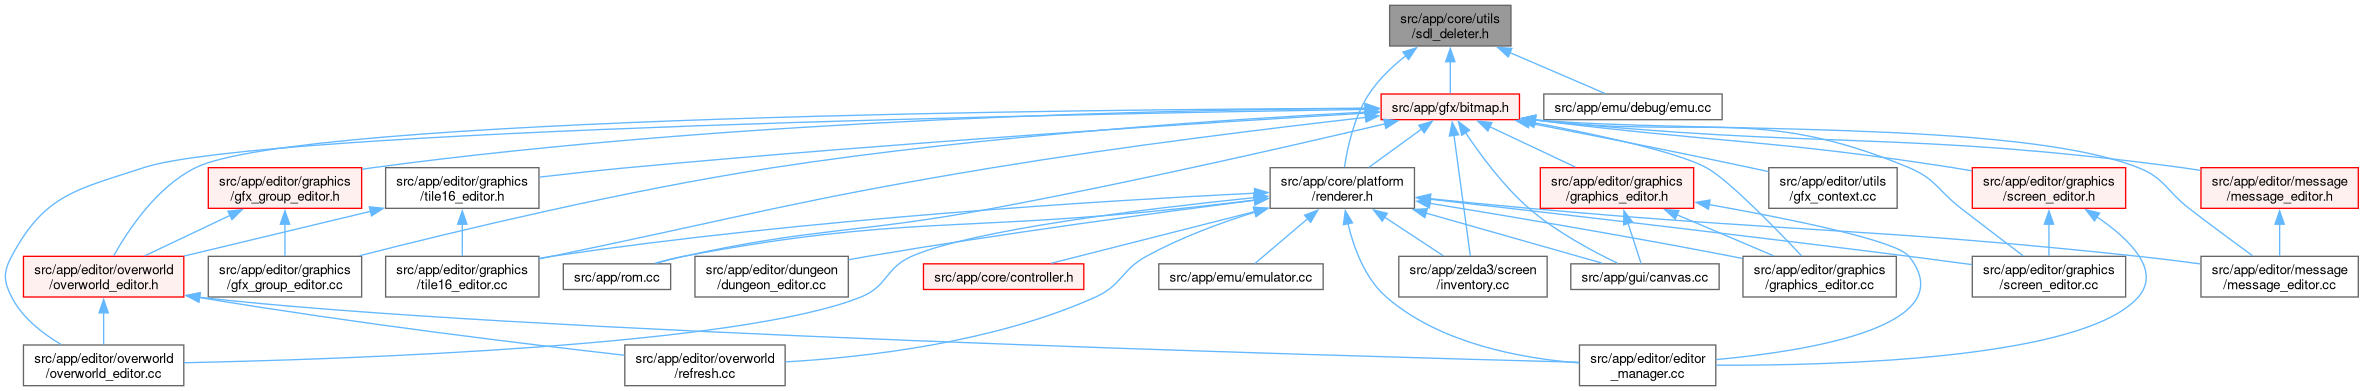 src/app/core/utils
/sdl_deleter.h
src/app/gfx/bitmap.h
src/app/emu/debug/emu.cc
src/app/editor/graphics
/gfx_group_editor.h
src/app/editor/graphics
/tile16_editor.h
src/app/core/platform
/renderer.h
src/app/editor/graphics
/graphics_editor.h
src/app/editor/utils
/gfx_context.cc
src/app/editor/graphics
/screen_editor.h
src/app/editor/message
/message_editor.h
src/app/editor/overworld
/overworld_editor.h
src/app/editor/graphics
/gfx_group_editor.cc
src/app/editor/graphics
/tile16_editor.cc
src/app/rom.cc
src/app/editor/dungeon
/dungeon_editor.cc
src/app/core/controller.h
src/app/emu/emulator.cc
src/app/zelda3/screen
/inventory.cc
src/app/gui/canvas.cc
src/app/editor/graphics
/graphics_editor.cc
src/app/editor/graphics
/screen_editor.cc
src/app/editor/message
/message_editor.cc
src/app/editor/overworld
/overworld_editor.cc
src/app/editor/overworld
/refresh.cc
src/app/editor/editor
_manager.cc